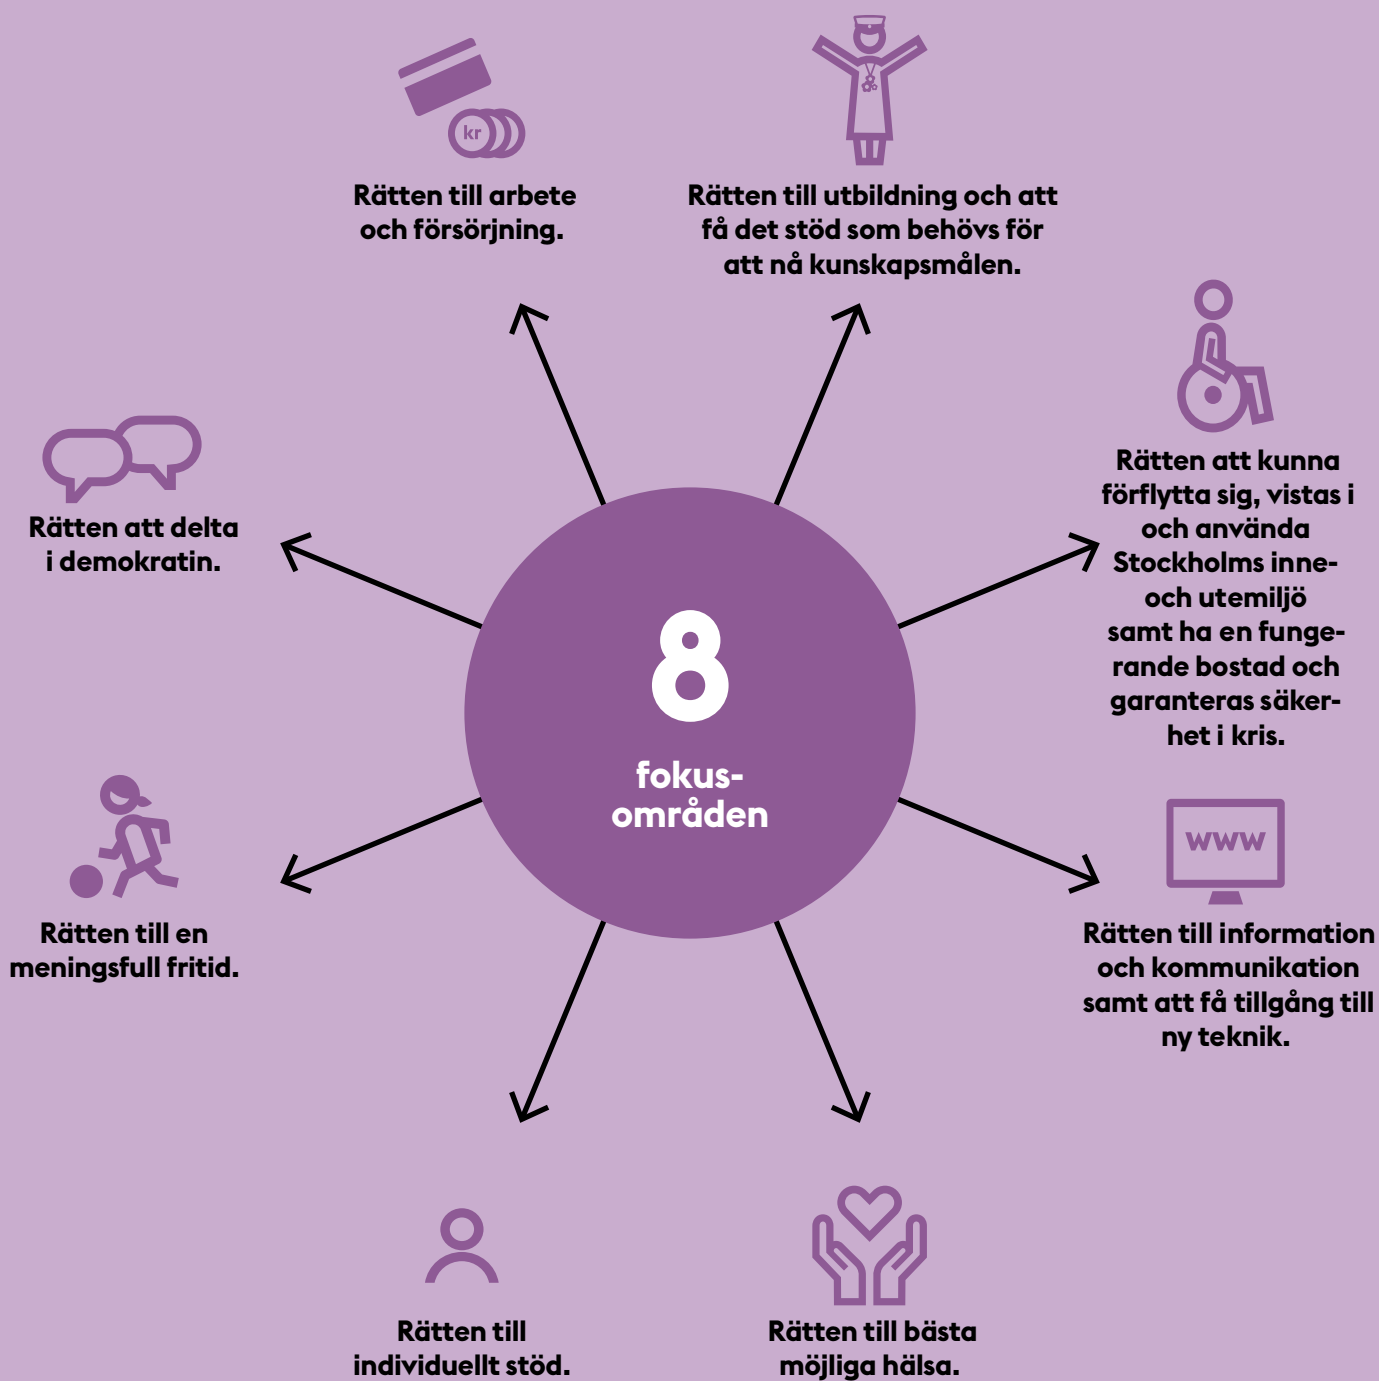 kr
Rätten till arbete
och försörjning.
Rätten till utbildning och att
få det stöd som behövs för
att nå kunskapsmålen.
Rätten att kunna
förflytta sig, vistas i
och använda
Stockholms inne-
och utemiljö
samt ha en funge-
rande bostad och
garanteras säker-
het i kris.
www
Rätten till information
och kommunikation
samt att få tillgång till
ny teknik.
Rätten till bästa
möjliga hälsa.
Rätten till
individuellt stöd.
Rätten till en
meningsfull fritid.
Rätten att delta
i demokratin.
8
fokus-
områden